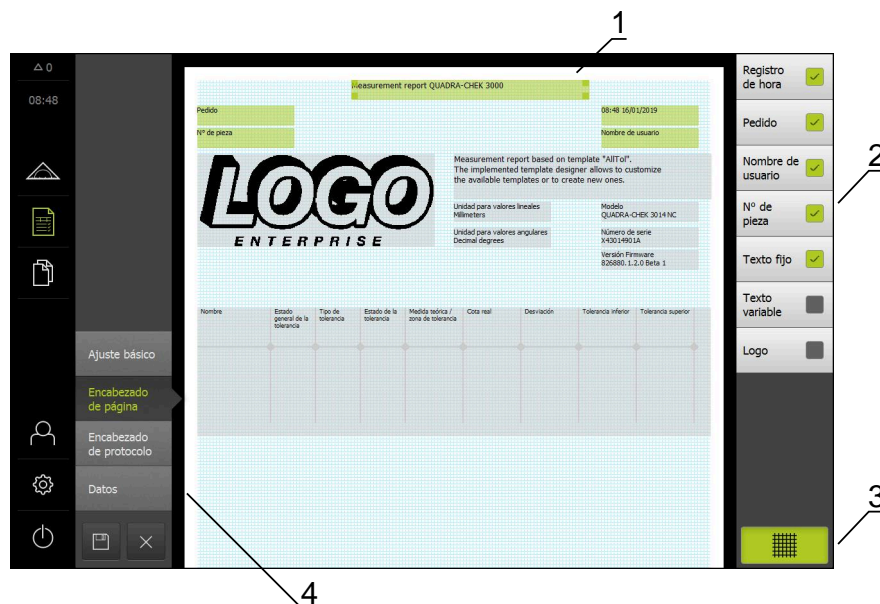 1
△ 0
08:48
Ajuste básico
Encabezado
de página
Encabezado
de protocolo
Datos
Measurement report QUADRA-CHEK 3000
Pedido
08:48 16/01/2019
Nº de pieza
Nombre de usuario
LOGO
ENTERPRISE
Measurement report based on template "AllTol".
The implemented template designer allows to customize
the available templates or to create new ones.
Unidad para valores lineales
Millimeters
Modelo
QUADRA-CHEK 3014 NC
Unidad para valores angulares
Decimal degrees
Número de serie
X43014901A
Versión Firmware
826880.1.2.0 Beta 1
Nombre
Estado
general de la
tolerancia
Tipo de
tolerancia
Estado de la
tolerancia
Medida teórica /
zona de tolerancia
Cota real
Desviación
Tolerancia inferior
Tolerancia superior
Registro
de hora
Pedido
Nombre de
usuario
Nº de
pieza
Texto fijo
Texto
variable
Logo
2
3
4